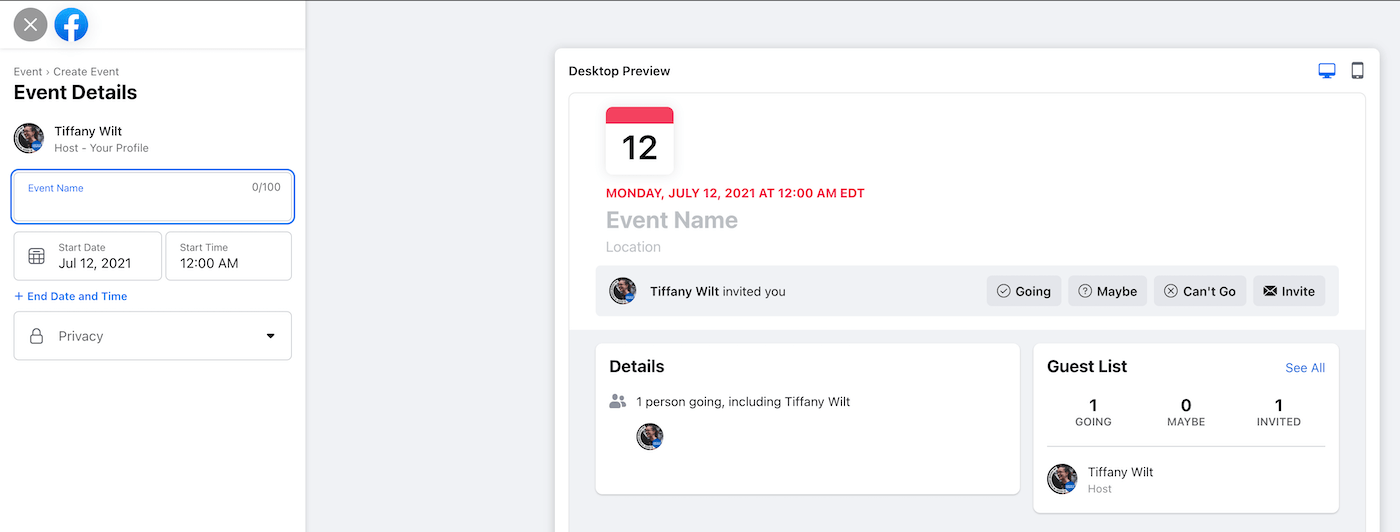 Event › Create Event
Event Details
Tiffany Wilt
Host - Your Profile
Event Name
0/100
Start Date
Jul 12, 2021
Start Time
12:00 AM
+ End Date and Time
Privacy
Desktop Preview
12
MONDAY, JULY 12, 2021 AT 12:00 AM EDT
Event Name
Location
Tiffany Wilt invited you
Going
Maybe
Can't Go
Invite
Details
1 person going, including Tiffany Wilt
Guest List
See All
1
GOING
0
MAYBE
1
INVITED
Tiffany Wilt
Host